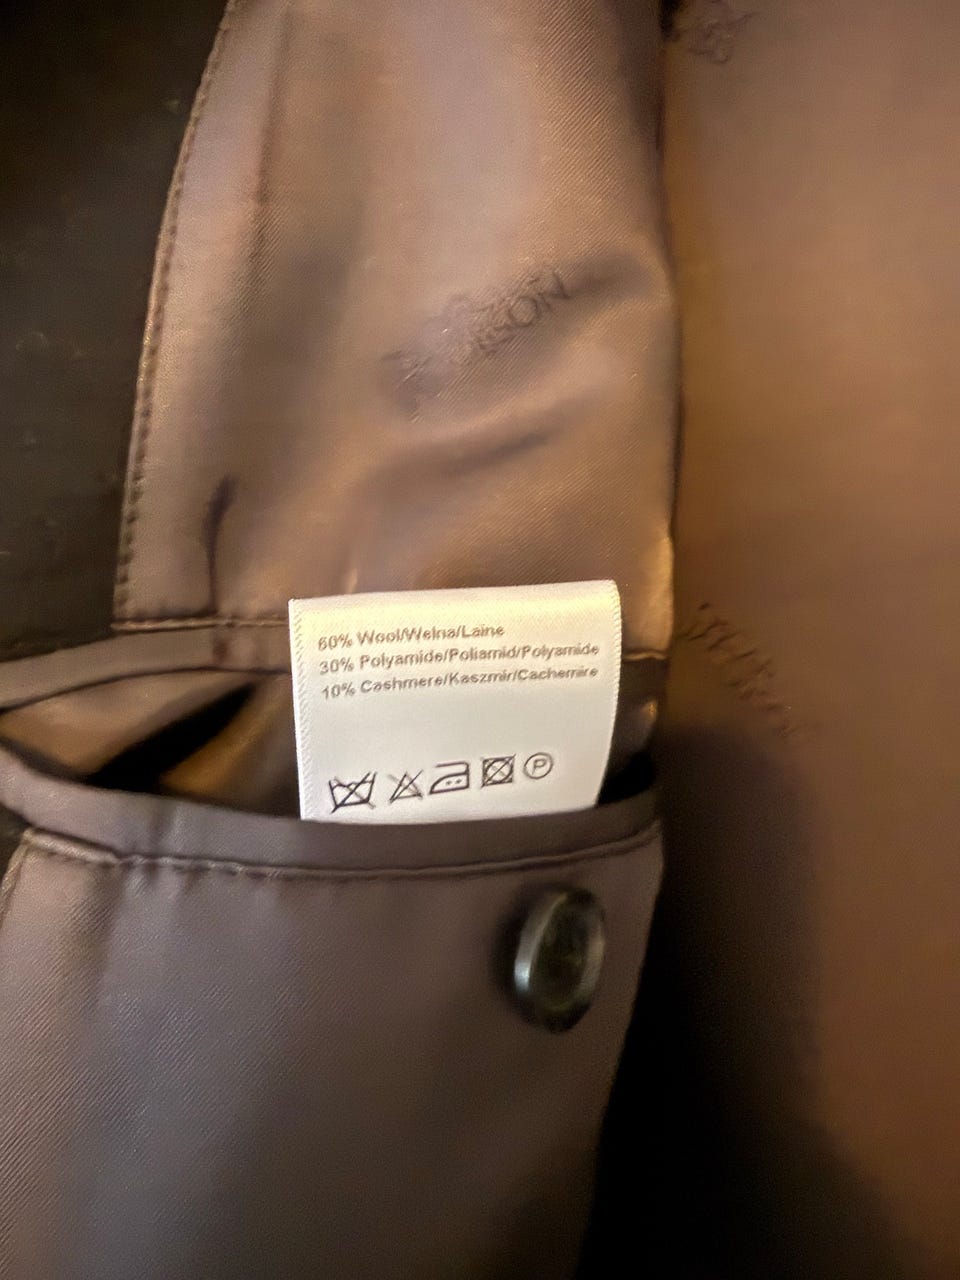 60% Wool/Wełna/Laine
30% Polyamide/Poliamid/Polyamide
10% Cashmere/Kaszmir/Cachemire
P